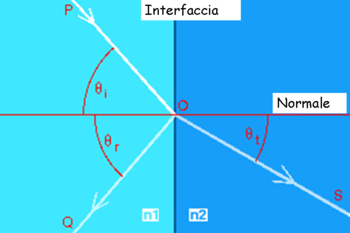 P
Interfaccia
θi
O
Normale
θr
θt
S
Q
n1
n2